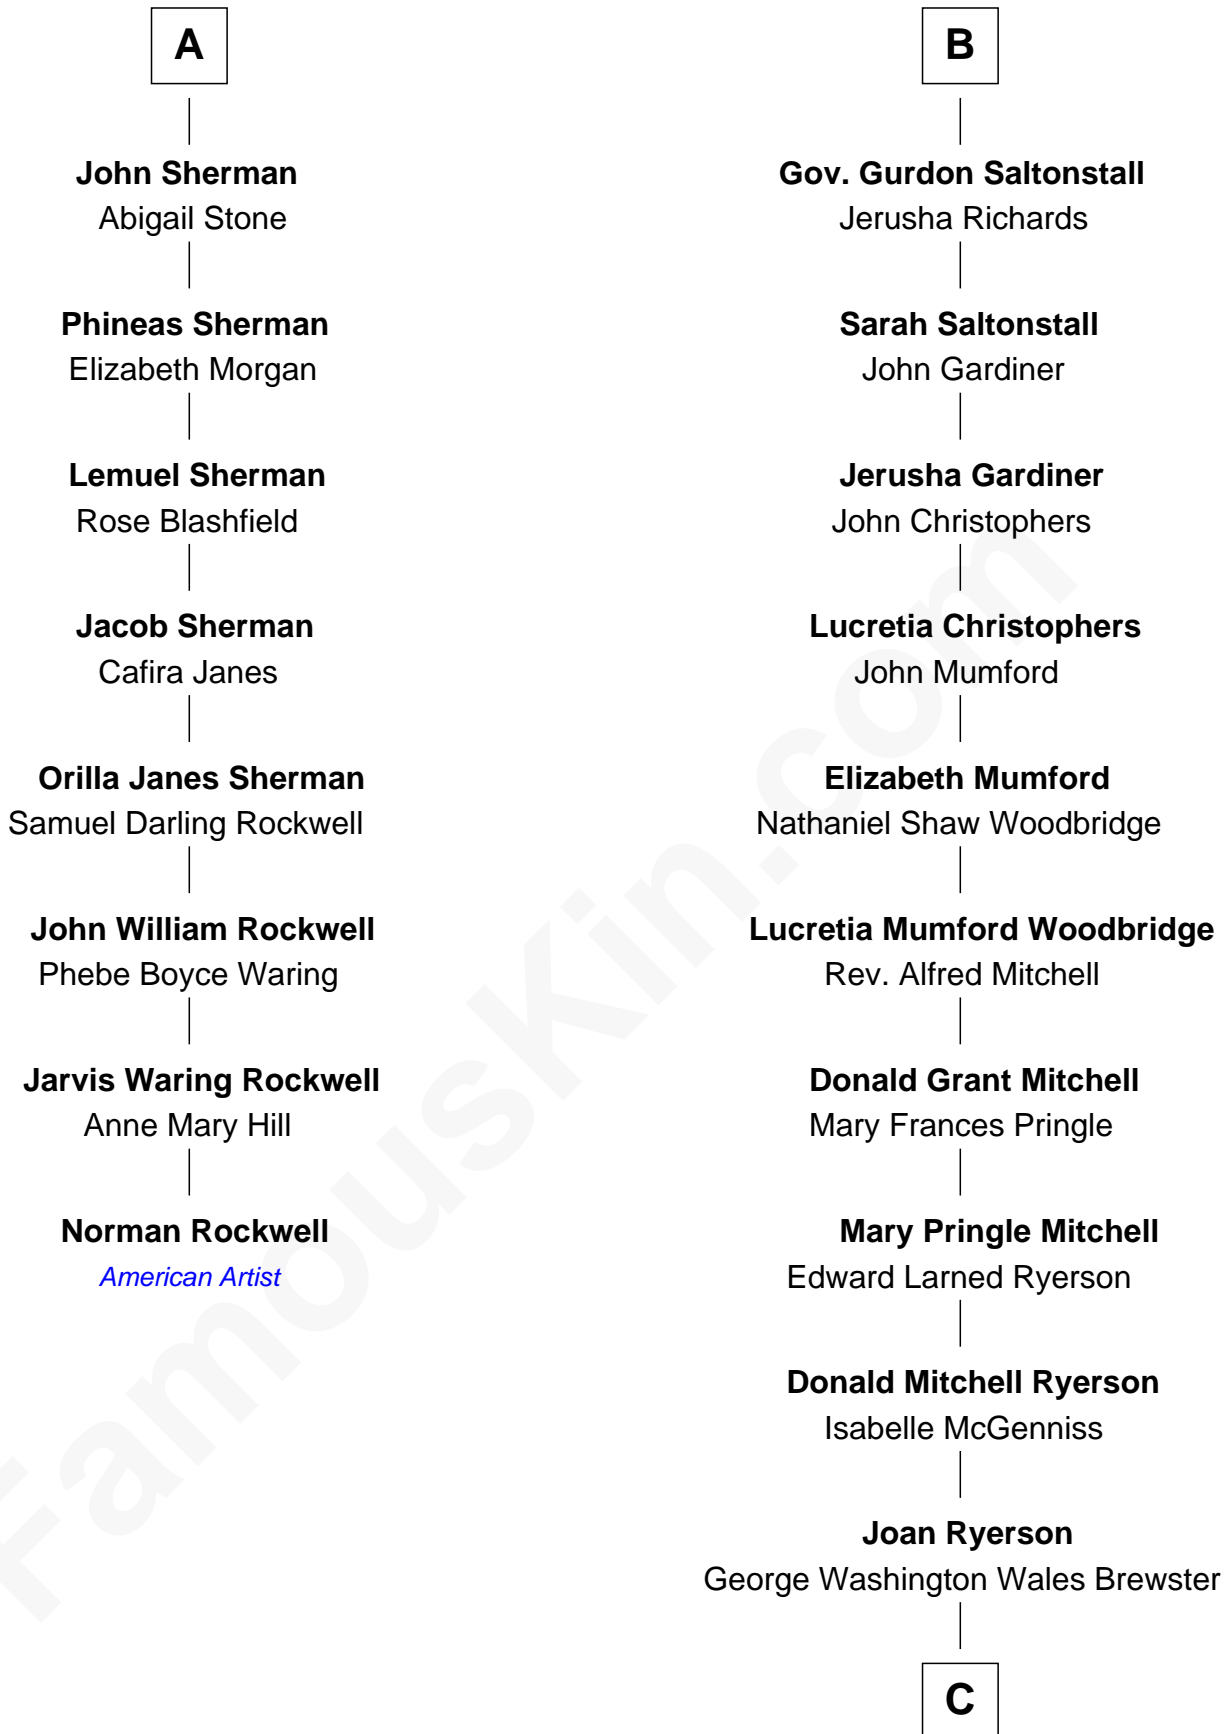 A
John Sherman
Abigail Stone
Phineas Sherman
Elizabeth Morgan
Lemuel Sherman
Rose Blashfield
Jacob Sherman
Cafira Janes
Orilla Janes Sherman
Samuel Darling Rockwell
John William Rockwell
Phebe Boyce Waring
Jarvis Waring Rockwell
Anne Mary Hill
Norman Rockwell
American Artist
B
Gov. Gurdon Saltonstall
Jerusha Richards
Sarah Saltonstall
John Gardiner
Jerusha Gardiner
John Christophers
Lucretia Christophers
John Mumford
Elizabeth Mumford
Nathaniel Shaw Woodbridge
Lucretia Mumford Woodbridge
Rev. Alfred Mitchell
Donald Grant Mitchell
Mary Frances Pringle
Mary Pringle Mitchell
Edward Larned Ryerson
Donald Mitchell Ryerson
Isabelle McGenniss
Joan Ryerson
George Washington Wales Brewster
C
FamousKin.com